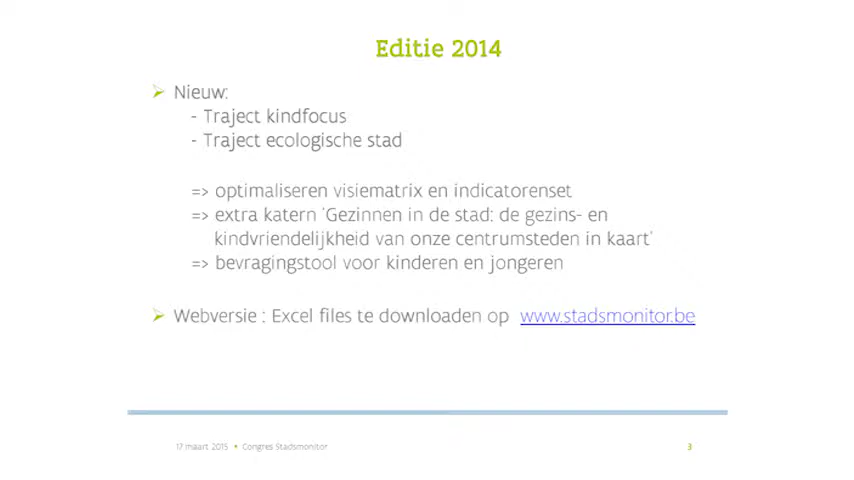 Editie 2014
➢ Nieuw:
- Traject kindfocus
- Traject ecologische stad
=> optimaliseren visiematrix en indicatorenset
=> extra katern 'Gezinnen in de stad: de gezins- en
kindvriendelijkheid van onze centrumsteden in kaart'
=> bevragingstool voor kinderen en jongeren
➢ Webversie : Excel files te downloaden op www.stadsmonitor.be
17 maart 2015 • Congres Stadsmonitor 3